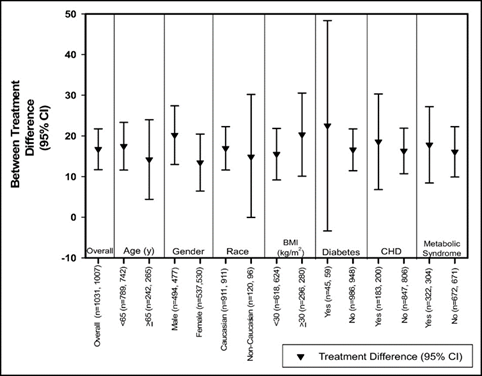 Between Treatment
Difference
(95% CI)
50
40
30
20
10
0
-10
Overall
Age (y)
Gender
Race
BMI
(kg/m²)
Diabetes
CHD
Metabolic
Syndrome
Overall (n=1031, 1007)
<65 (n=789, 742)
≥65 (n=242, 265)
Male (n=494, 477)
Female (n=537,530)
Caucasian (n=911, 911)
Non-Caucasian (n=120, 96)
<30 (n=618, 624)
≥30 (n=296, 280)
Yes (n=45, 59)
No (n=986, 948)
Yes (n=183, 200)
No (n=847, 806)
Yes (n=322, 304)
No (n=672, 671)
Treatment Difference (95% CI)